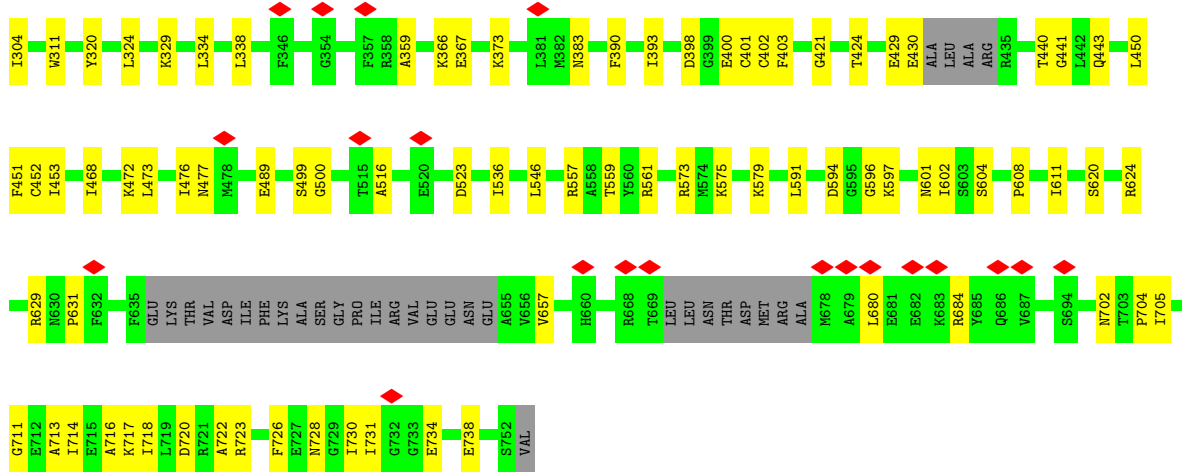 I304 W311 Y320 L324 K329 L334 L338 F346 G354 F357 R358 A359 K366 E367 K373 L381 M382 N383 F390 I393 D398 G399 E400 C401 C402 F403 G421 T424 E429 E430 ALA LEU ALA ARG R435 T440 G441 L442 Q443 L450
F451 C452 I453 I468 K472 L473 I476 N477 M478 E489 S499 G500 T515 A516 E520 D523 I536 L546 R557 A558 T559 Y560 R561 R573 M574 K575 K579 L591 D594 G595 G596 K597 N601 I602 S603 S604 P608 I611 S620 R624
R629 N630 P631 F632 F635 GLU LYS THR VAL ASP ILE PHE LYS ALA SER GLY PRO ILE ARG VAL GLU GLU ASN GLU A655 V656 V657 H660 R668 T669 LEU LEU ASN THR ASP MET ARG ALA M678 A679 L680 E681 E682 K683 R684 Y685 Q686 V687 S694 N702 T703 P704 I705
G711 E712 A713 I714 E715 A716 K717 I718 L719 D720 R721 A722 R723 F726 E727 N728 G729 I730 I731 G732 G733 E734 E738 S752 VAL